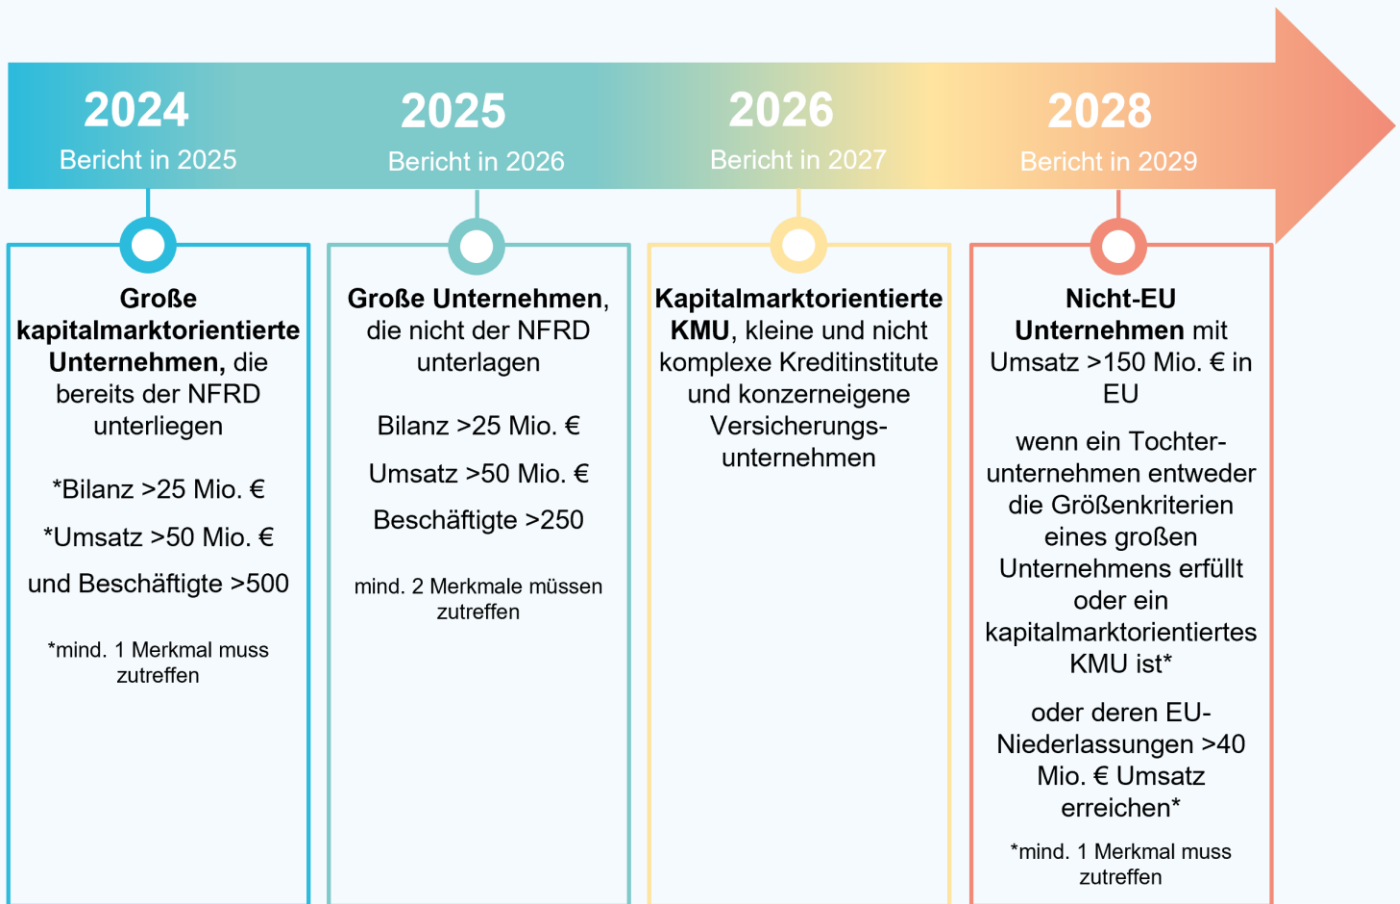 2024
Bericht in 2025
2025
Bericht in 2026
2026
Bericht in 2027
2028
Bericht in 2029
Große
kapitalmarktorientierte
Unternehmen, die
bereits der NFRD
unterliegen
*Bilanz >25 Mio. €
*Umsatz >50 Mio. €
und Beschäftigte >500
*mind. 1 Merkmal muss
zutreffen
Große Unternehmen,
die nicht der NFRD
unterlagen
Bilanz >25 Mio. €
Umsatz >50 Mio. €
Beschäftigte >250
mind. 2 Merkmale müssen
zutreffen
Kapitalmarktorientierte
KMU, kleine und nicht
komplexe Kreditinstitute
und konzerneigene
Versicherungs-
unternehmen
Nicht-EU
Unternehmen mit
Umsatz >150 Mio. € in
EU
wenn ein Tochter-
unternehmen entweder
die Größenkriterien
eines großen
Unternehmens erfüllt
oder ein
kapitalmarktorientiertes
KMU ist*
oder deren EU-
Niederlassungen >40
Mio. € Umsatz
erreichen*
*mind. 1 Merkmal muss
zutreffen